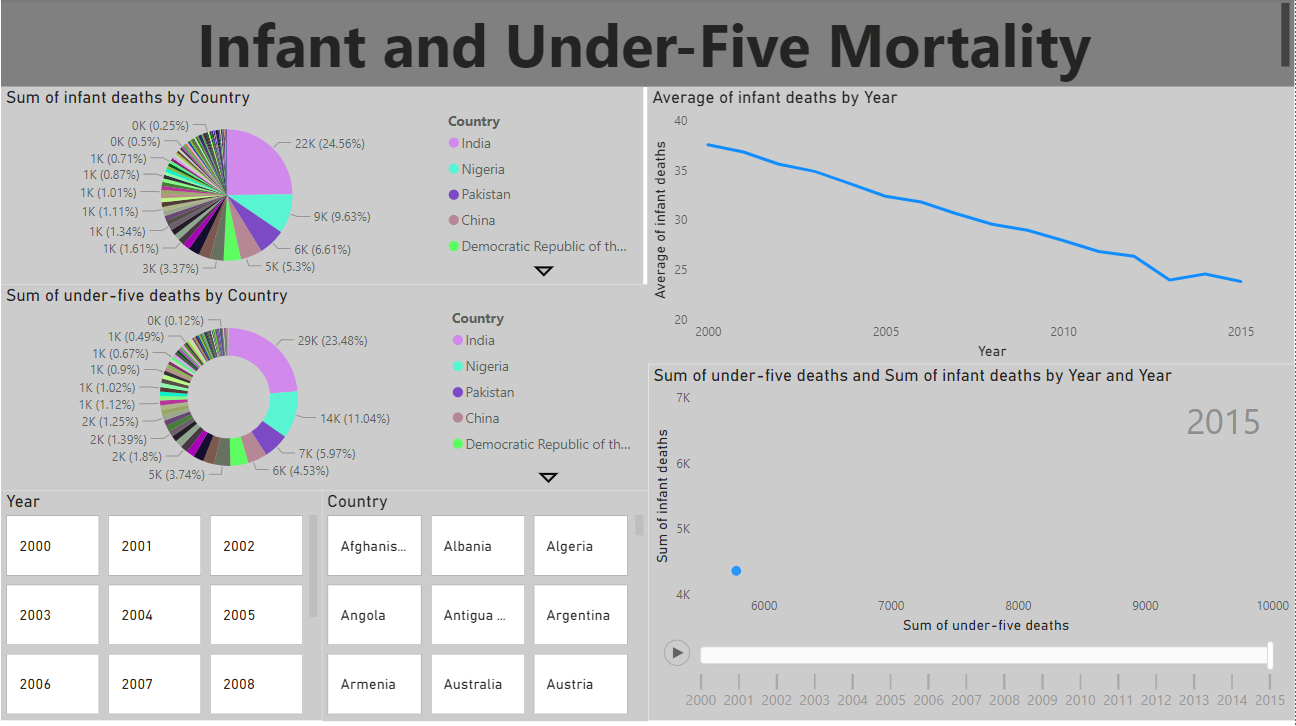 Infant and Under-Five Mortality
Sum of infant deaths by Country
0K (0.25%)
0K (0.5%)
1K (0.71%)
1K (0.87%)
1K (1.01%)
1K (1.11%)
1K (1.34%)
1K (1.61%)
3K (3.37%)
22K (24.56%)
9K (9.63%)
6K (6.61%)
5K (5.3%)
Country
India
Nigeria
Pakistan
China
Democratic Republic of th...
Average of infant deaths by Year
Average of infant deaths
40
35
30
25
20
2000 2005 2010 2015
Year
Sum of under-five deaths by Country
0K (0.12%)
1K (0.49%)
1K (0.67%)
1K (0.9%)
1K (1.02%)
1K (1.12%)
2K (1.25%)
2K (1.39%)
2K (1.8%)
5K (3.74%)
29K (23.48%)
14K (11.04%)
7K (5.97%)
6K (4.53%)
Country
India
Nigeria
Pakistan
China
Democratic Republic of th...
Sum of under-five deaths and Sum of infant deaths by Year and Year
2015
Sum of infant deaths
7K
6K
5K
4K
6000 7000 8000 9000 10000
Sum of under-five deaths
2000 2001 2002 2003 2004 2005 2006 2007 2008 2009 2010 2011 2012 2013 2014 2015
Year
2000 2001 2002
2003 2004 2005
2006 2007 2008
Country
Afghanis... Albania Algeria
Angola Antigua ... Argentina
Armenia Australia Austria